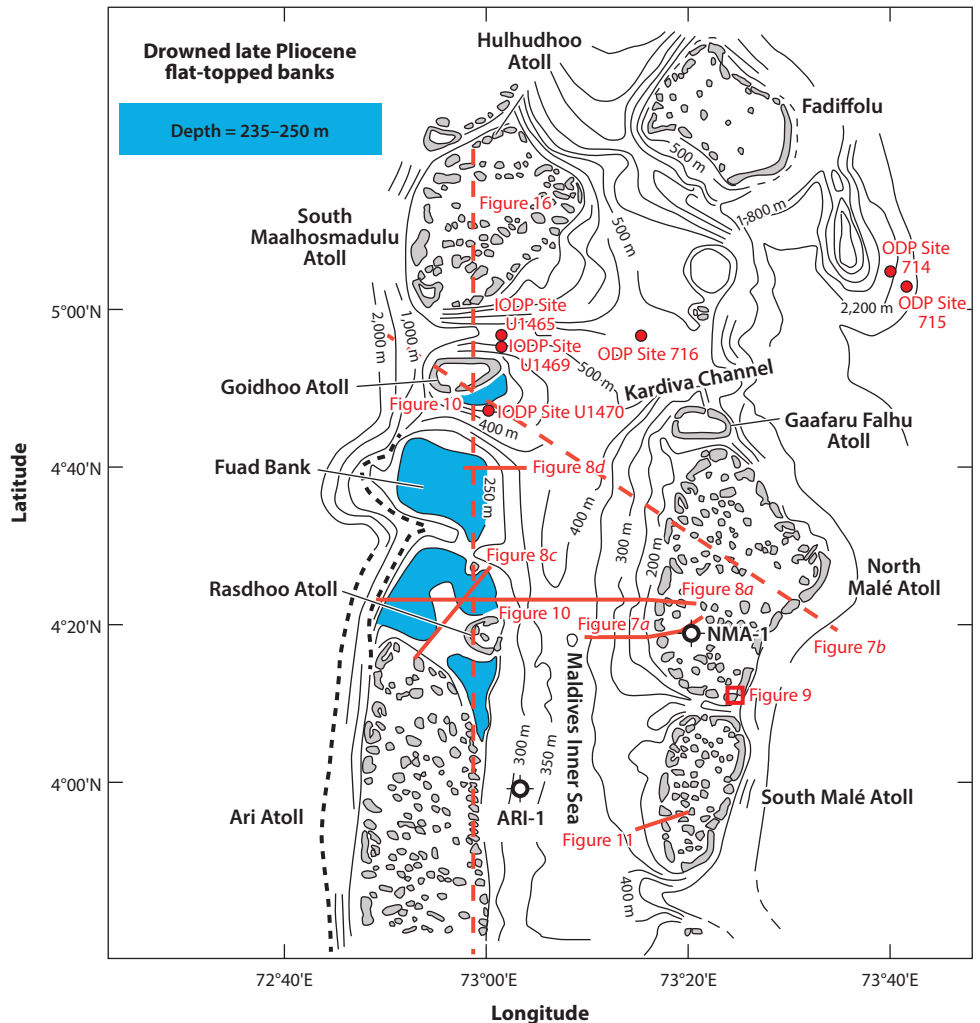 Drowned late Pliocene
flat-topped banks
Depth = 235–250 m
Hulhudhoo
Atoll
Fadiffolu
500 m
Figure 16
South
Maalhosmadulu
Atoll
500 m
1-800 m
ODP Site
714
2,200 m
ODP Site
715
5°00'N
2,000 m
1,000 m
IODP Site
U1465
IODP Site
U1469
ODP Site 716
500 m
Kardiva Channel
Goidhoo Atoll
Figure 10
IODP Site U1470
400 m
Gaafaru Falhu
Atoll
4°40'N
Fuad Bank
Figure 8d
250 m
400 m
300 m
200 m
Figure 8c
North
Malé Atoll
Rasdhoo Atoll
Figure 10
Figure 8a
Figure 7a
4°20'N
NMA-1
Figure 7b
Maldives Inner Sea
Figure 9
300 m
350 m
4°00'N
Ari Atoll
ARI-1
South Malé Atoll
Figure 11
400 m
Latitude
72°40'E
73°00'E
73°20'E
73°40'E
Longitude